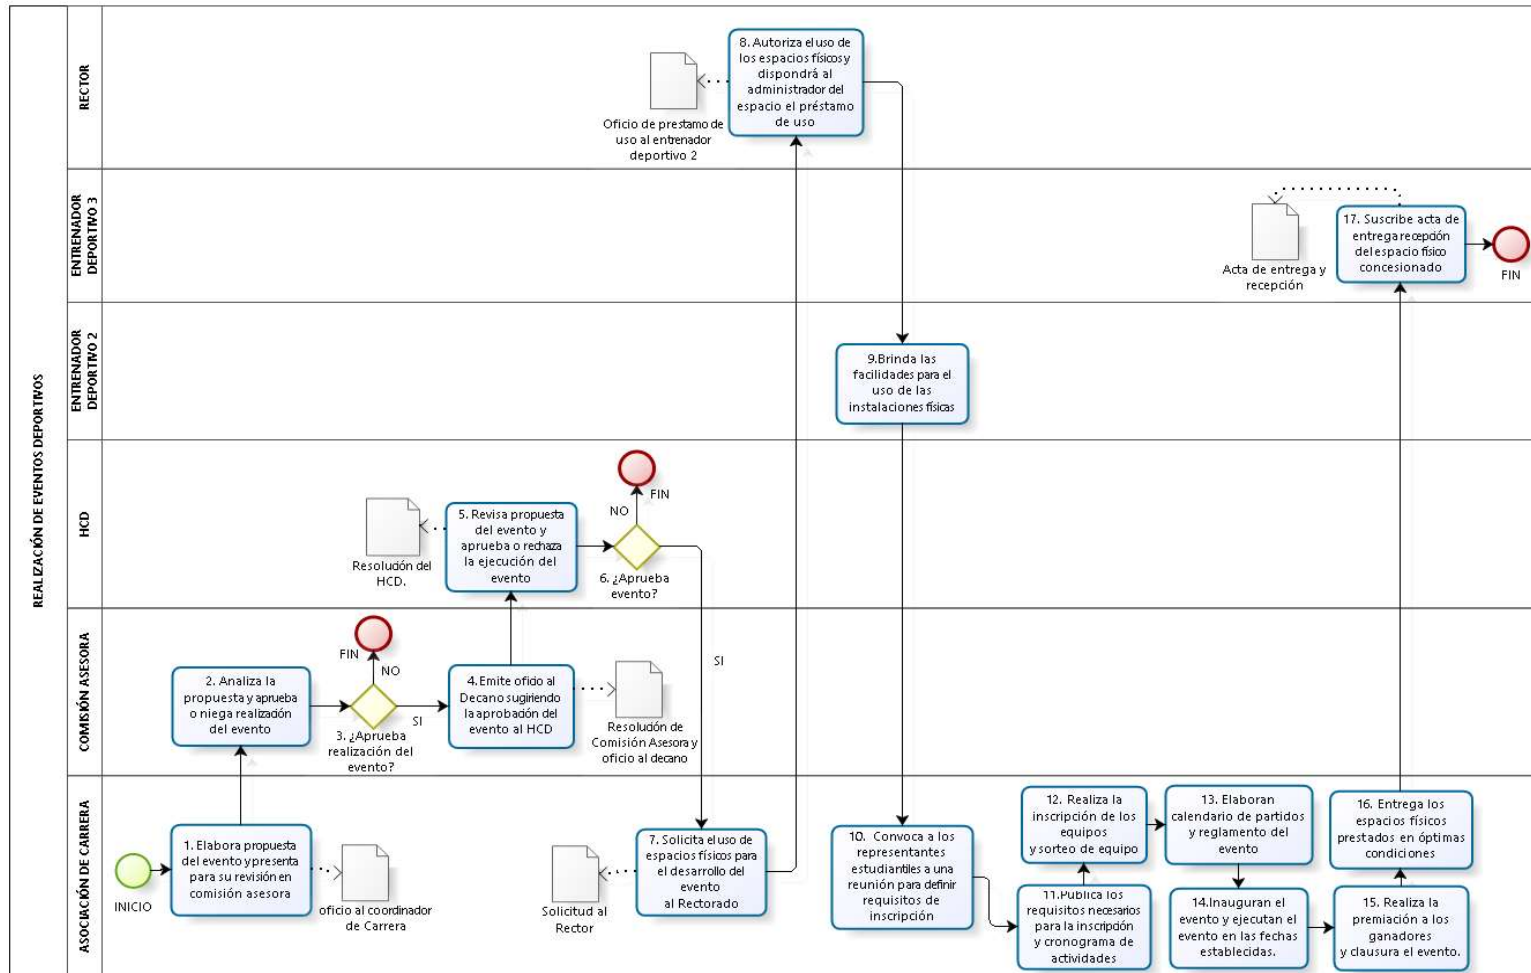 REALIZACIÓN DE EVENTOS DEPORTIVOS
RECTOR
8. Autoriza el uso de
los espacios físicos y
dispondrá al
administrador del
espacio el préstamo
de uso
Oficio de prestamo de
uso al entrenador
deportivo 2
ENTRENADOR
DEPORTIVO 3
17. Suscribe acta de
entrega recepción
del espacio físico
concesionado
Acta de entrega y
recepción
FIN
ENTRENADOR
DEPORTIVO 2
9.Brinda las
facilidades para el
uso de las
instalaciones físicas
HCD
5. Revisa propuesta
del evento y
aprueba o rechaza
la ejecución del
evento
Resolución del
HCD.
FIN
NO
6. ¿Aprueba
evento?
SI
COMISIÓN ASESORA
2. Analiza la
propuesta y aprueba
o niega realización
del evento
FIN
NO
SI
3. ¿Aprueba
realización del
evento?
4.Emite oficio al
Decano sugiriendo
la aprobación del
evento al HCD
Resolución de
Comisión Asesora y
oficio al decano
ASOCIACIÓN DE CARRERA
INICIO
1. Elabora propuesta
del evento y presenta
para su revisión en
comisión asesora
oficio al coordinador
de Carrera
Solicitud al
Rector
7. Solicita el uso de
espacios físicos para
el desarrollo del
evento
al Rectorado
10. Convoca a los
representantes
estudiantiles a una
reunión para definir
requisitos de
inscripción
11.Publica los
requisitos necesarios
para la inscripción
y cronograma de
actividades
12. Realiza la
inscripción de los
equipos
y sorteo de equipo
13. Elaboran
calendario de partidos
y reglamento del
evento
14.Inauguran el
evento y ejecutan el
evento en las fechas
establecidas.
15. Realiza la
premiación a los
ganadores
y clausura el evento.
16. Entrega los
espacios físicos
prestados en óptimas
condiciones